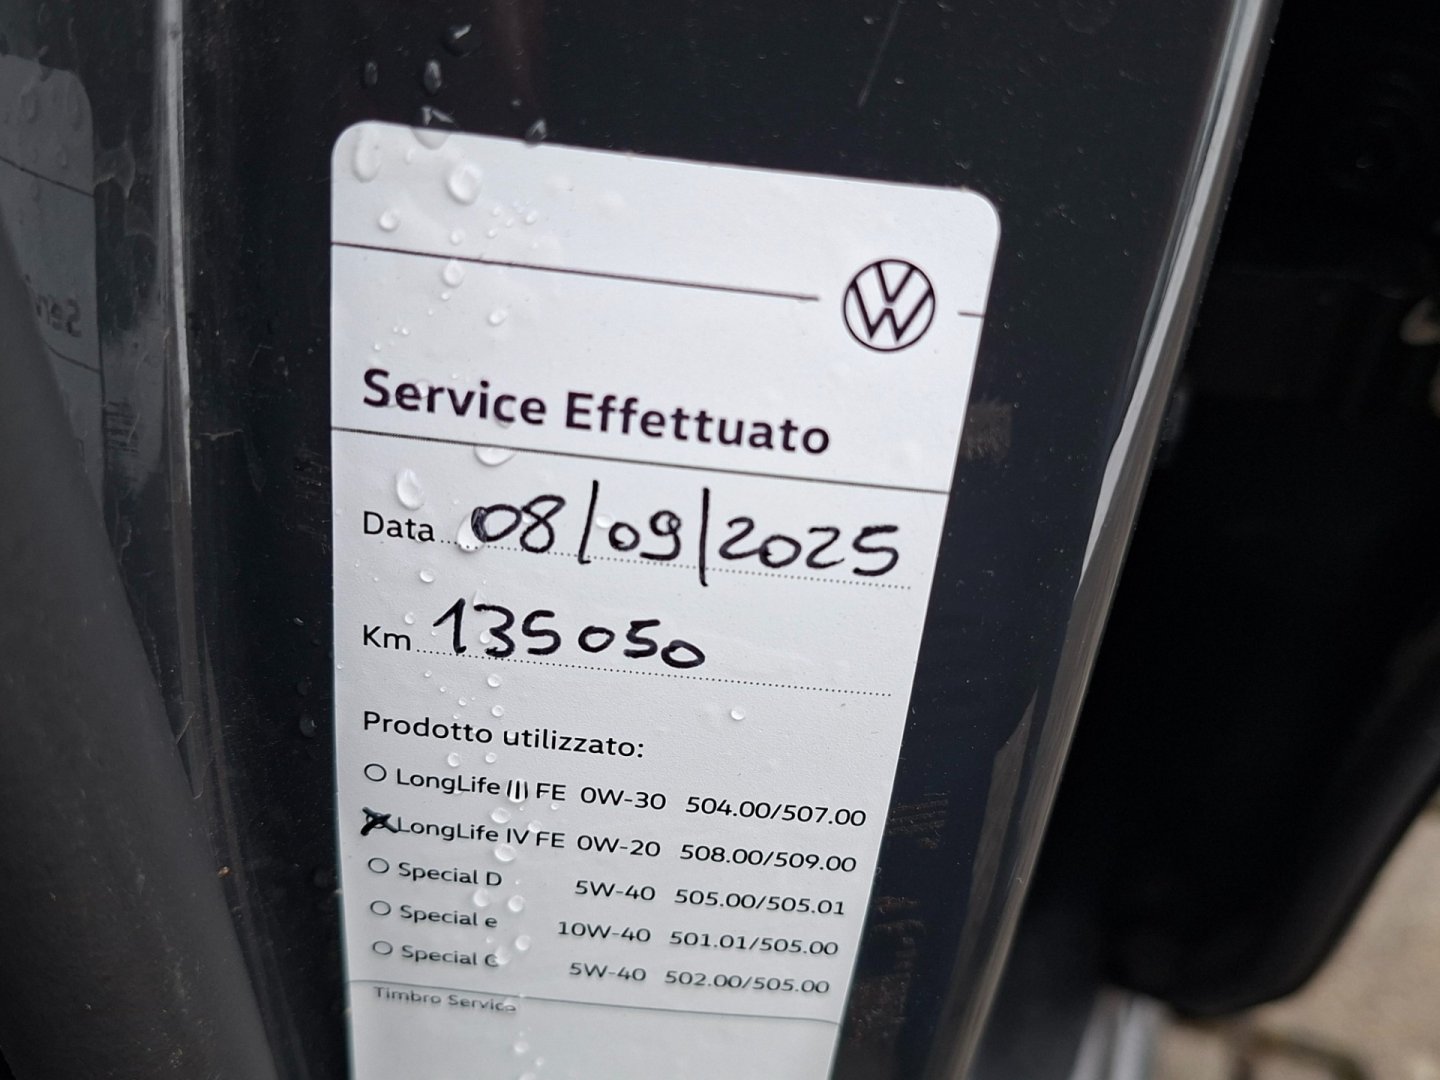 Service Effettuato
Data 08/09/2025
Km 135050
Prodotto utilizzato:
LongLife III FE 0W-30 504.00/507.00
LongLife IV FE 0W-20 508.00/509.00
Special D 5W-40 505.00/505.01
Special e 10W-40 501.01/505.00
Special G 5W-40 502.00/505.00
Timbro Service